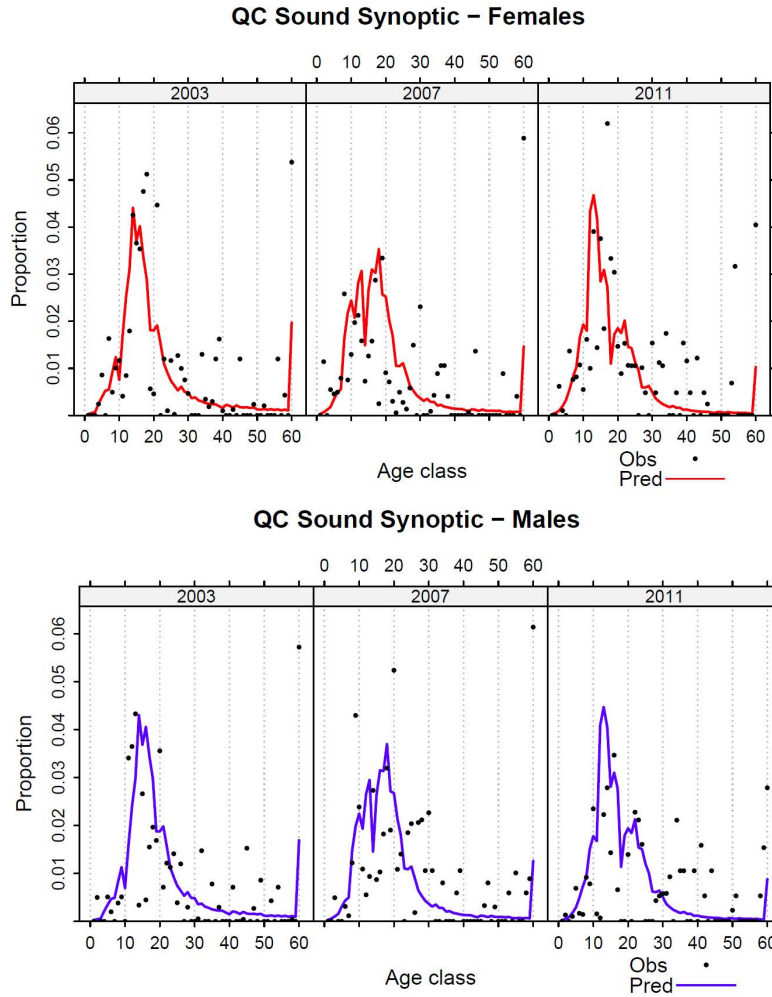 QC Sound Synoptic − Females
0 10 20 30 40 50 60
2003 2007 2011
0.06
0.05
0.04
0.03
0.02
0.01
Proportion
0 10 20 30 40 50 60 0 10 20 30 40 50 60
Age class
Obs
Pred
QC Sound Synoptic − Males
0 10 20 30 40 50 60
2003 2007 2011
0.06
0.05
0.04
0.03
0.02
0.01
Proportion
0 10 20 30 40 50 60 0 10 20 30 40 50 60
Age class
Obs
Pred